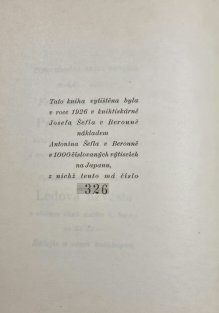 Tato kniha vytištěna byla
v roce 1926 v knihtiskárně
Josefa Šefla v Berouně
nákladem
Antonína Šefla v Berouně
v 1000 číslovaných výtiscích
na Japanu,
z nichž tento má číslo
326